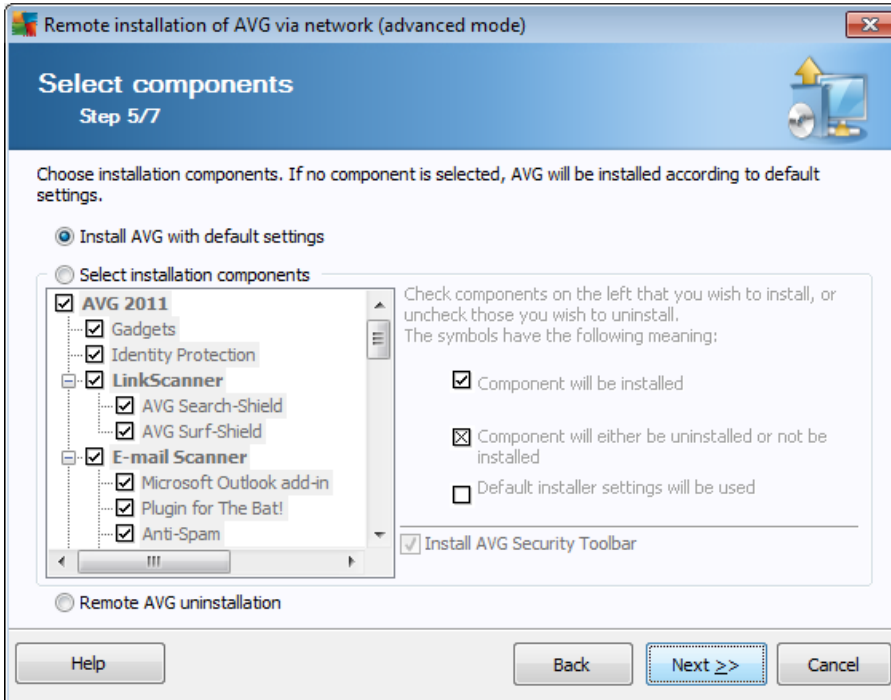 Remote installation of AVG via network (advanced mode)
Select components
Step 5/7
Choose installation components. If no component is selected, AVG will be installed according to default
settings.
Install AVG with default settings
Select installation components
AVG 2011
Gadgets
Identity Protection
LinkScanner
AVG Search-Shield
AVG Surf-Shield
E-mail Scanner
Microsoft Outlook add-in
Plugin for The Bat!
Anti-Spam
Check components on the left that you wish to install, or
uncheck those you wish to uninstall.
The symbols have the following meaning:
Component will be installed
Component will either be uninstalled or not be
installed
Default installer settings will be used
Install AVG Security Toolbar
Remote AVG uninstallation
Help
Back
Next >>
Cancel